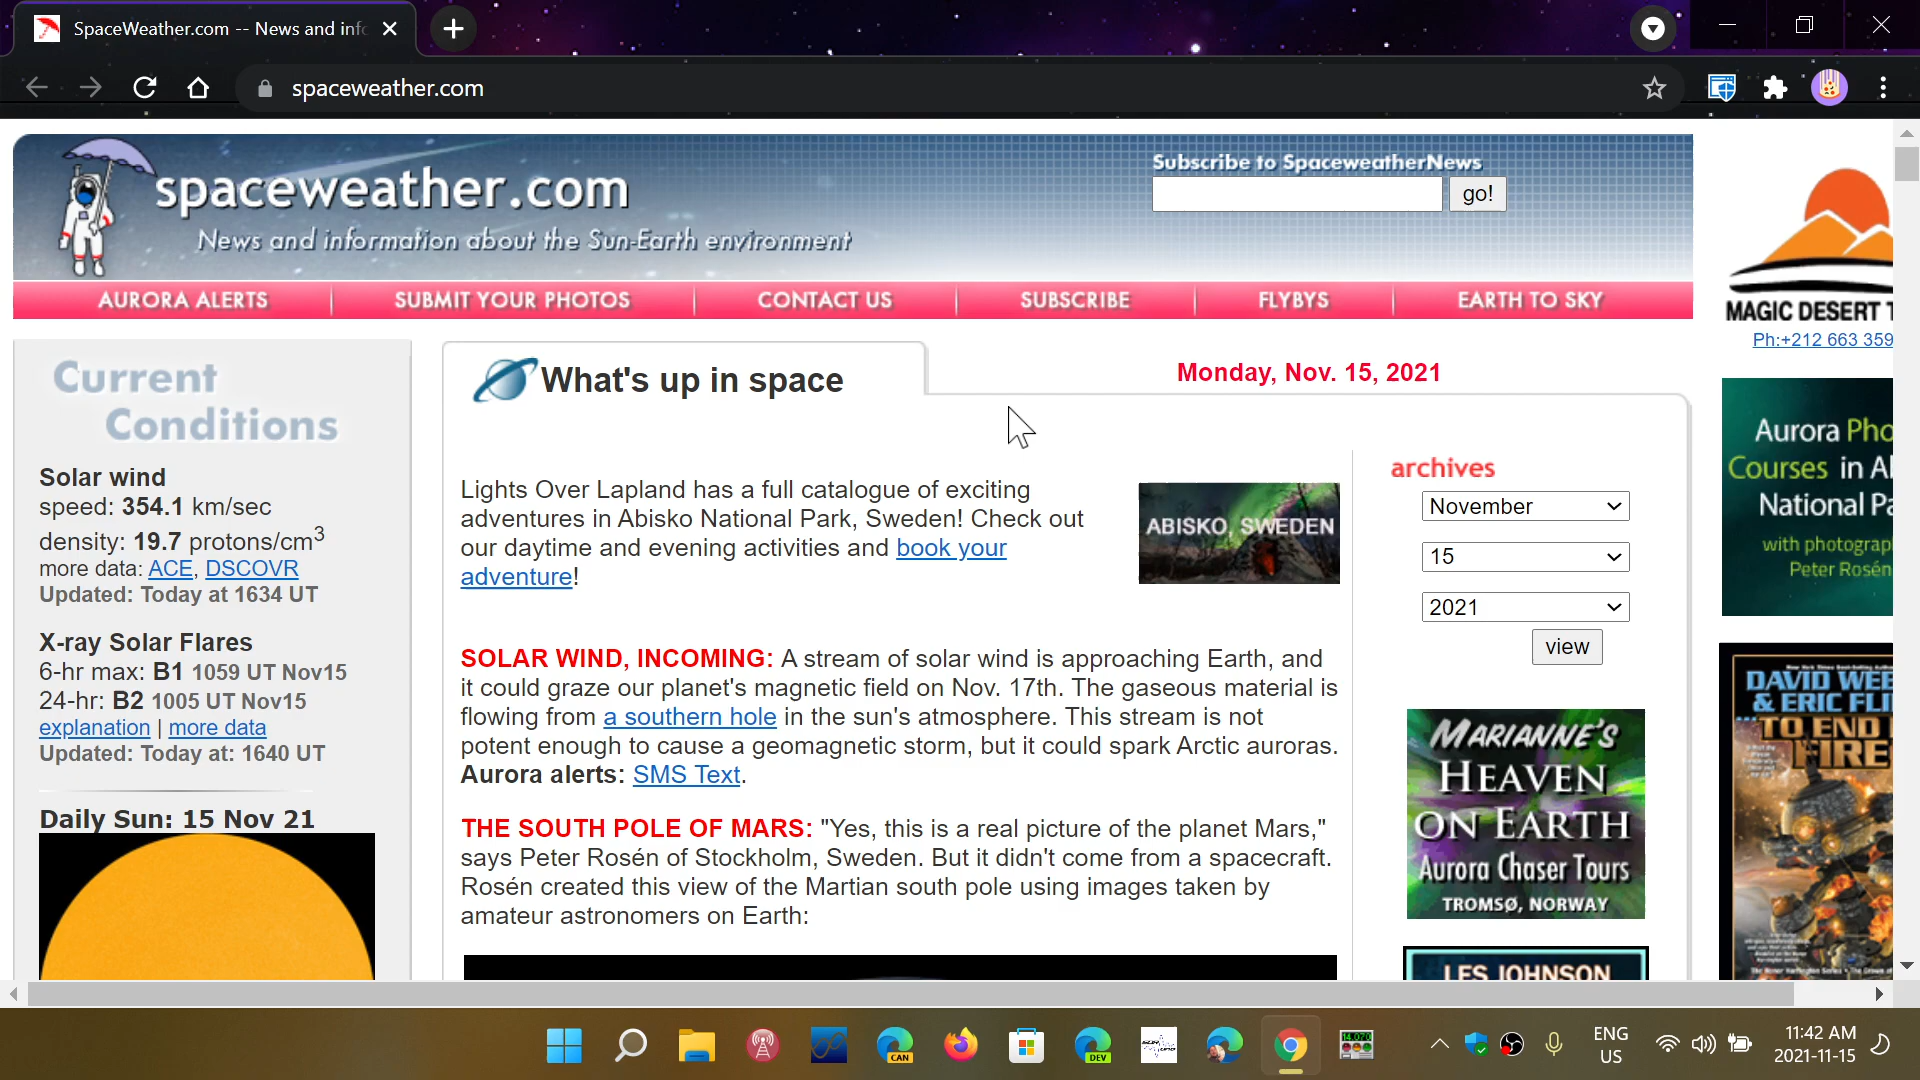 SpaceWeather.com -- News and info
spaceweather.com
spaceweather.com
News and information about the Sun-Earth environment
Subscribe to SpaceweatherNews
go!
AURORA ALERTS
SUBMIT YOUR PHOTOS
CONTACT US
SUBSCRIBE
FLYBYS
EARTH TO SKY
Current
Conditions
Solar wind
speed: 354.1 km/sec
density: 19.7 protons/cm3
more data: ACE, DSCOVR
Updated: Today at 1634 UT
X-ray Solar Flares
6-hr max: B1 1059 UT Nov15
24-hr: B2 1005 UT Nov15
explanation | more data
Updated: Today at: 1640 UT
Daily Sun: 15 Nov 21
What's up in space
Monday, Nov. 15, 2021
Lights Over Lapland has a full catalogue of exciting
adventures in Abisko National Park, Sweden! Check out
our daytime and evening activities and book your
adventure!
ABISKO, SWEDEN
SOLAR WIND, INCOMING: A stream of solar wind is approaching Earth, and
it could graze our planet's magnetic field on Nov. 17th. The gaseous material is
flowing from a southern hole in the sun's atmosphere. This stream is not
potent enough to cause a geomagnetic storm, but it could spark Arctic auroras.
Aurora alerts: SMS Text.
THE SOUTH POLE OF MARS: "Yes, this is a real picture of the planet Mars,"
says Peter Rosén of Stockholm, Sweden. But it didn't come from a spacecraft.
Rosén created this view of the Martian south pole using images taken by
amateur astronomers on Earth:
archives
November
15
2021
view
MARIANNE'S
HEAVEN
ON EARTH
Aurora Chaser Tours
TROMSØ, NORWAY
LES JOHNSON
MAGIC DESERT T
Ph:+212 663 359
Aurora Pho
Courses in Al
National Pa
with photograp
Peter Rosén
DAVID WEB
& ERIC FLI
...TO END I
FIRE
CAN
DEV
14.070
ENG
US
11:42 AM
2021-11-15